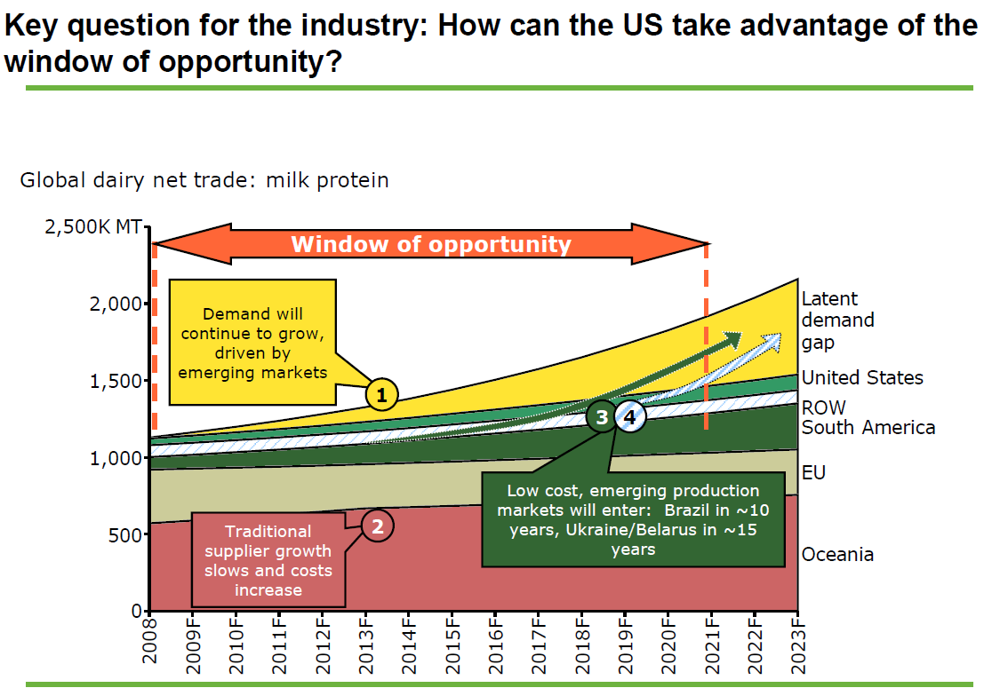 Key question for the industry: How can the US take advantage of the
window of opportunity?
Global dairy net trade: milk protein
2,500K MT
2,000
1,500
1,000
500
0
Window of opportunity
Demand will
continue to grow,
driven by
emerging markets
1
Traditional
supplier growth
slows and costs
increase
2
3
4
Low cost, emerging production
markets will enter: Brazil in ~10
years, Ukraine/Belarus in ~15
years
Latent
demand
gap
United States
ROW
South America
EU
Oceania
2008
2009F
2010F
2011F
2012F
2013F
2014F
2015F
2016F
2017F
2018F
2019F
2020F
2021F
2022F
2023F